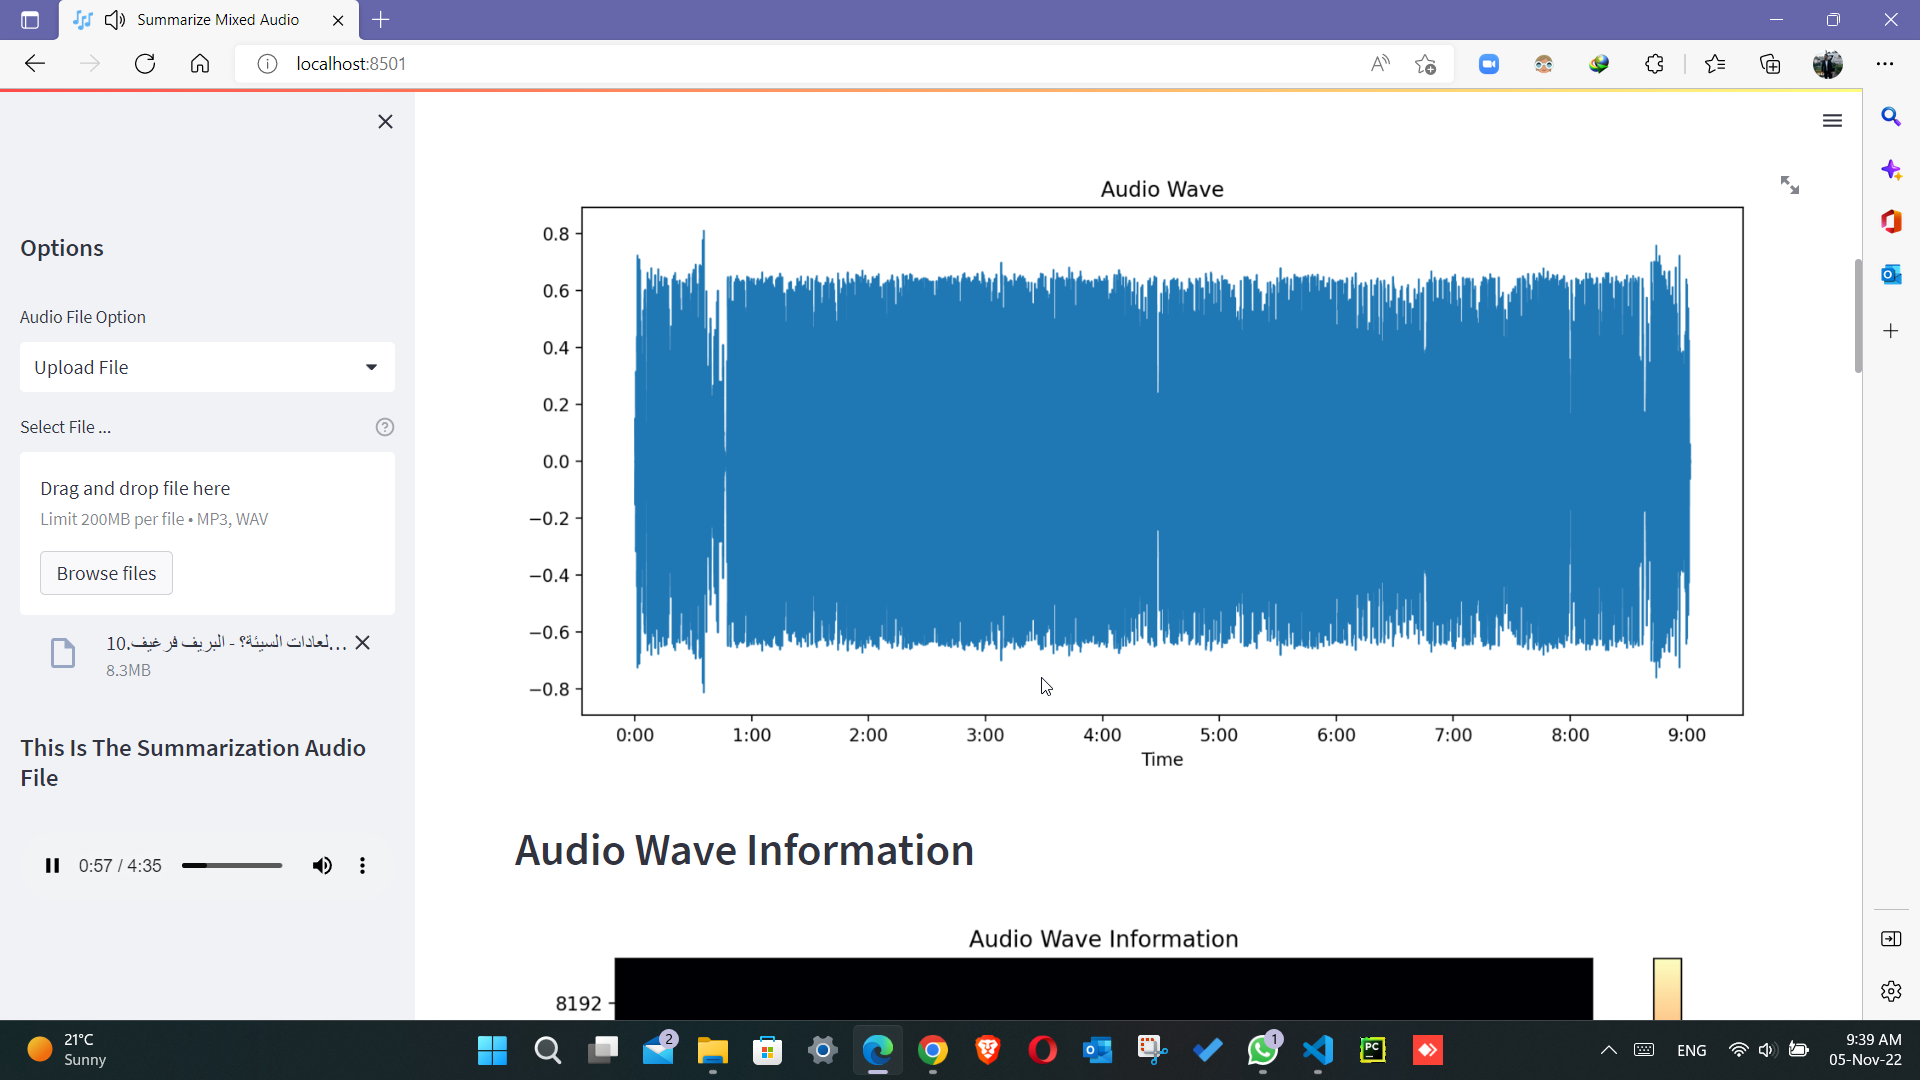 Summarize Mixed Audio
localhost:8501
Options
Audio File Option
Upload File
Select File ...
Drag and drop file here
Limit 200MB per file • MP3, WAV
Browse files
10.لعادات السيئة؟ - البريف فرغيف...
8.3MB
This Is The Summarization Audio
File
0:57 / 4:35
Audio Wave
0.8
0.6
0.4
0.2
0.0
−0.2
−0.4
−0.6
−0.8
0:00 1:00 2:00 3:00 4:00 5:00 6:00 7:00 8:00 9:00
Time
Audio Wave Information
Audio Wave Information
8192
21°C
Sunny
2
PC
1
ENG
9:39 AM
05-Nov-22